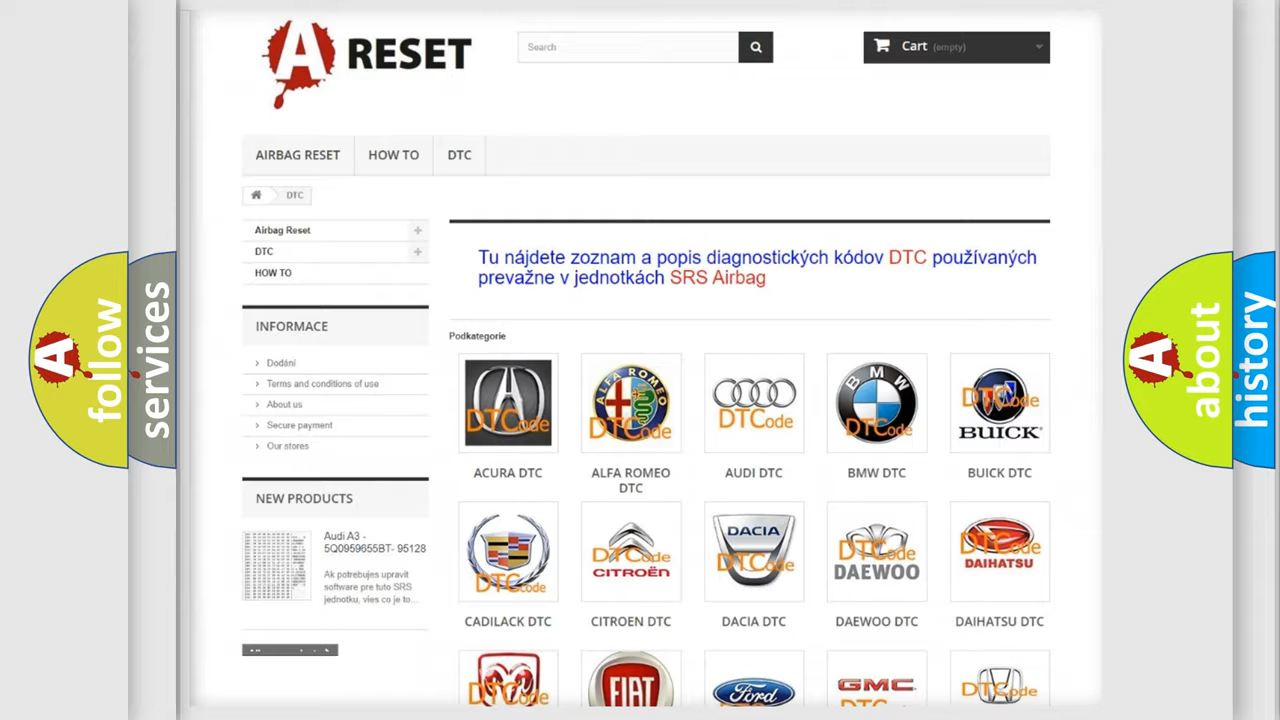 A RESET
Search
Cart (empty)
AIRBAG RESET
HOW TO
DTC
DTC
Airbag Reset
DTC
HOW TO
INFORMACE
Dodání
Terms and conditions of use
About us
Secure payment
Our stores
NEW PRODUCTS
Audi A3 -
5Q0959655BT- 95128
Ak potrebujes upravit
software pre tuto SRS
jednotku, vies co je to...
Tu nájdete zoznam a popis diagnostických kódov DTC používaných
prevažne v jednotkách SRS Airbag
Podkategorie
DTCode
ALFA ROMEO
DTCode
DTCode
BMW
DTCode
DTCode
BUICK
ACURA DTC
ALFA ROMEO
DTC
AUDI DTC
BMW DTC
BUICK DTC
DTCode
DTCode
CITROËN
DACIA
DTCode
DTCode
DAEWOO
DTCode
DAIHATSU
CADILACK DTC
CITROEN DTC
DACIA DTC
DAEWOO DTC
DAIHATSU DTC
DTCode
FIAT
Ford
GMC
DTCode
A follow
services
A about
history